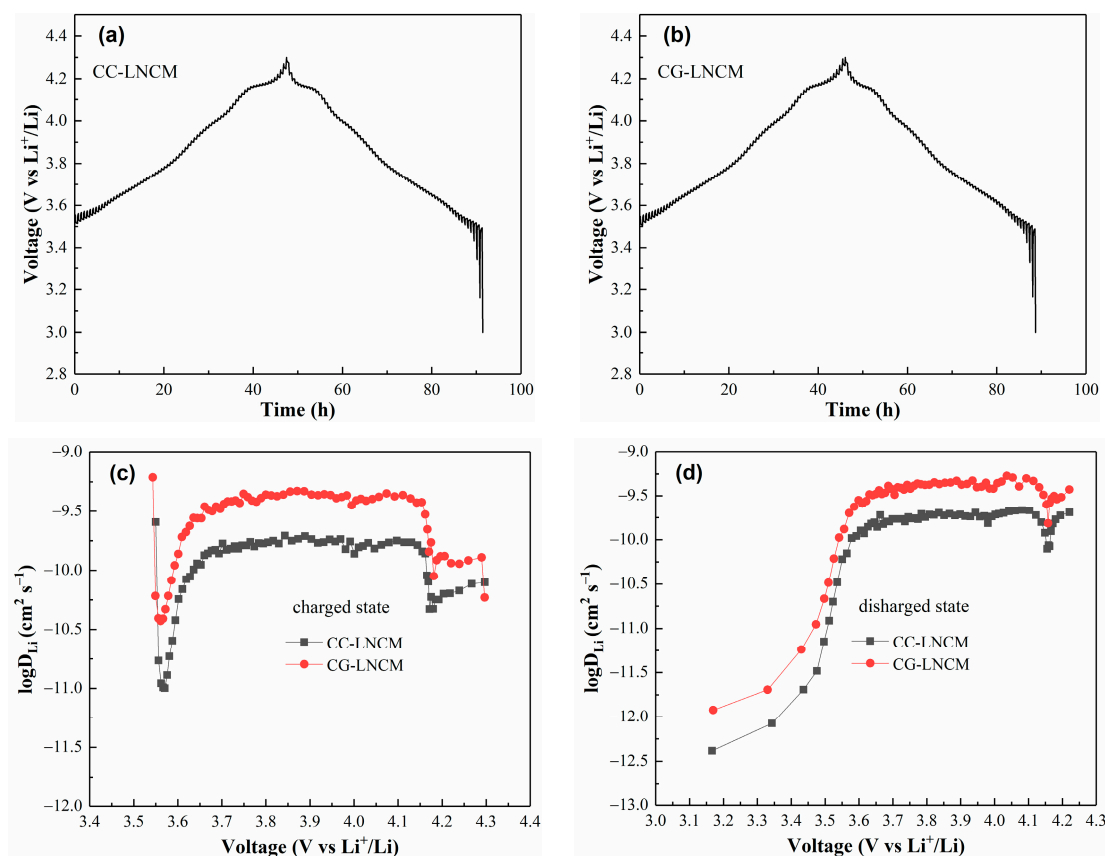 (a)
CC-LNCM
4.4
4.2
4.0
3.8
3.6
3.4
3.2
3.0
2.8
Voltage (V vs Li⁺/Li)
0 20 40 60 80 100
Time (h)
(b)
CG-LNCM
4.4
4.2
4.0
3.8
3.6
3.4
3.2
3.0
2.8
Voltage (V vs Li⁺/Li)
0 20 40 60 80 100
Time (h)
(c)
−9.0
−9.5
−10.0
−10.5
−11.0
−11.5
−12.0
logD_Li (cm² s⁻¹)
charged state
CC-LNCM
CG-LNCM
3.4 3.5 3.6 3.7 3.8 3.9 4.0 4.1 4.2 4.3 4.4
Voltage (V vs Li⁺/Li)
(d)
−9.0
−9.5
−10.0
−10.5
−11.0
−11.5
−12.0
−12.5
−13.0
logD_Li (cm² s⁻¹)
disharged state
CC-LNCM
CG-LNCM
3.0 3.1 3.2 3.3 3.4 3.5 3.6 3.7 3.8 3.9 4.0 4.1 4.2 4.3
Voltage (V vs Li⁺/Li)